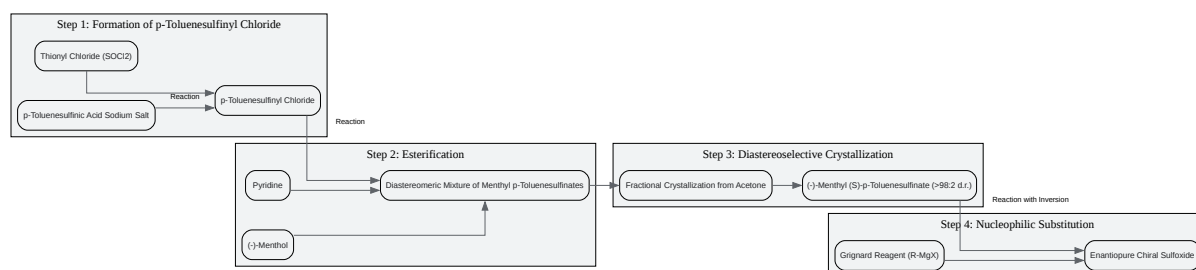 Step 1: Formation of p-Toluenesulfinyl Chloride
Thionyl Chloride (SOCl2)
Reaction
p-Toluenesulfinyl Chloride
p-Toluenesulfinic Acid Sodium Salt
Reaction
Step 2: Esterification
Pyridine
Diastereomeric Mixture of Menthyl p-Toluenesulfinates
(-)-Menthol
Step 3: Diastereoselective Crystallization
Fractional Crystallization from Acetone
(-)-Menthyl (S)-p-Toluenesulfinate (>98:2 d.r.)
Reaction with Inversion
Step 4: Nucleophilic Substitution
Grignard Reagent (R-MgX)
Enantiopure Chiral Sulfoxide